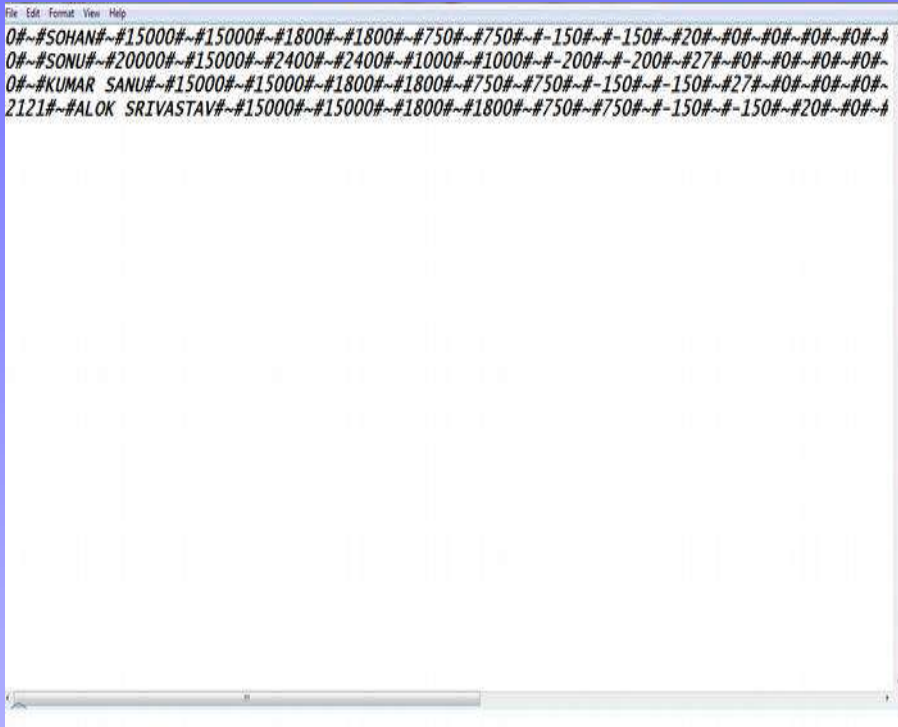 File Edit Format View Help
0#~#SOHAN#~#15000#~#15000#~#1800#~#1800#~#750#~#750#~#-150#~#-150#~#20#~#0#~#0#~#0#~#0#~#
0#~#SONU#~#20000#~#15000#~#2400#~#2400#~#1000#~#1000#~#-200#~#-200#~#27#~#0#~#0#~#0#~#0#~
0#~#KUMAR SANU#~#15000#~#15000#~#1800#~#1800#~#750#~#750#~#-150#~#-150#~#27#~#0#~#0#~#0#~
2121#~#ALOK SRIVASTAV#~#15000#~#15000#~#1800#~#1800#~#750#~#750#~#-150#~#-150#~#20#~#0#~#